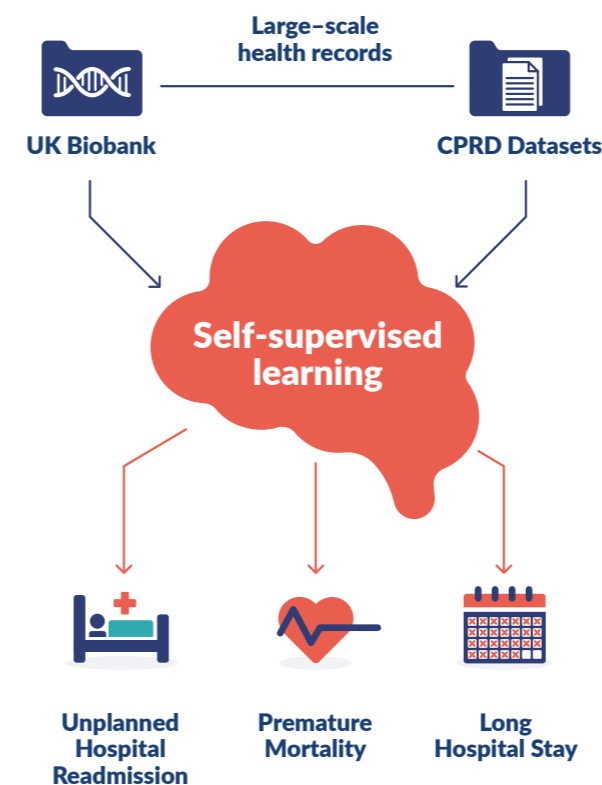 Large-scale
health records
UK Biobank
CPRD Datasets
Self-supervised
learning
Unplanned
Hospital
Readmission
Premature
Mortality
Long
Hospital Stay